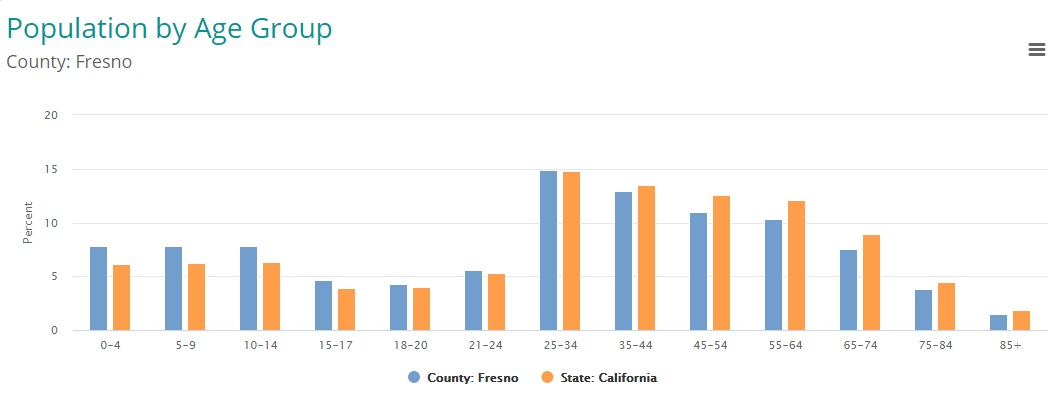 Population by Age Group
County: Fresno
20
15
10
5
0
Percent
0–4 5–9 10–14 15–17 18–20 21–24 25–34 35–44 45–54 55–64 65–74 75–84 85+
County: Fresno State: California